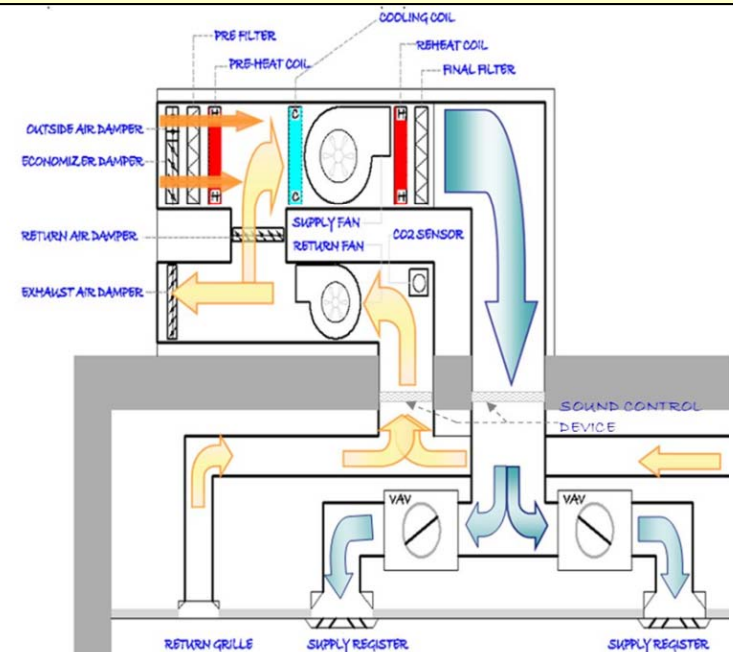 COOLING COIL
PRE FILTER
REHEAT COIL
PRE-HEAT COIL
FINAL FILTER
OUTSIDE AIR DAMPER
ECONOMIZER DAMPER
H
H
C
C
H
H
SUPPLY FAN
RETURN AIR DAMPER
RETURN FAN
CO2 SENSOR
EXHAUST AIR DAMPER
SOUND CONTROL
DEVICE
VAV
VAV
RETURN GRILLE
SUPPLY REGISTER
SUPPLY REGISTER